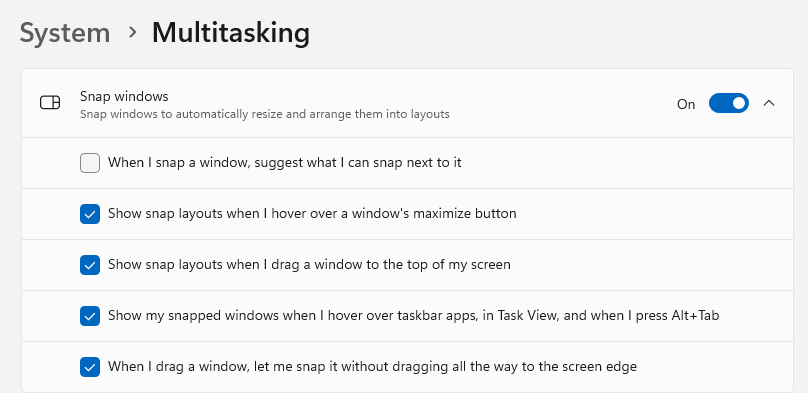 System > Multitasking
Snap windows
Snap windows to automatically resize and arrange them into layouts
On
When I snap a window, suggest what I can snap next to it
Show snap layouts when I hover over a window's maximize button
Show snap layouts when I drag a window to the top of my screen
Show my snapped windows when I hover over taskbar apps, in Task View, and when I press Alt+Tab
When I drag a window, let me snap it without dragging all the way to the screen edge